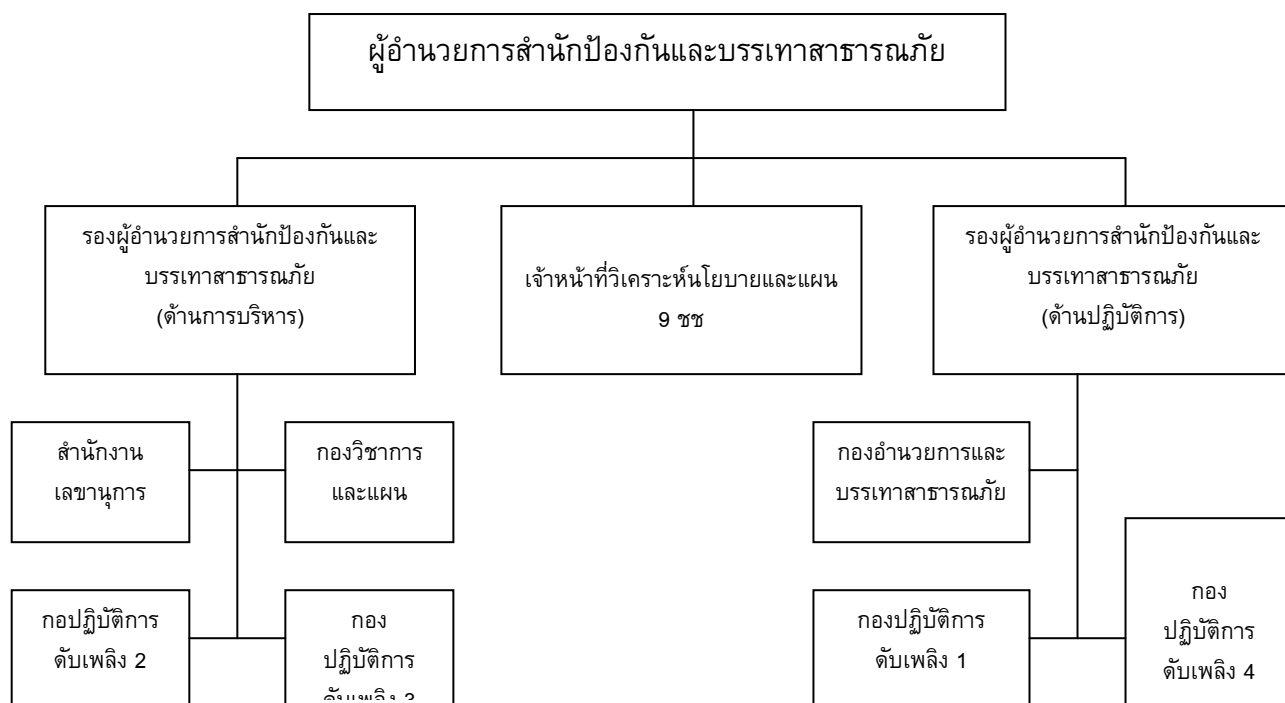 ผู้อำนวยการสำนักป้องกันและบรรเทาสาธารณภัย
รองผู้อำนวยการสำนักป้องกันและ
บรรเทาสาธารณภัย
(ด้านการบริหาร)
เจ้าหน้าที่วิเคราะห์นโยบายและแผน
9 ชช
รองผู้อำนวยการสำนักป้องกันและ
บรรเทาสาธารณภัย
(ด้านปฏิบัติการ)
สำนักงาน
เลขานุการ
กองวิชาการ
และแผน
กองอำนวยการและ
บรรเทาสาธารณภัย
กอปฏิบัติการ
ดับเพลิง 2
กอง
ปฏิบัติการ
ดับเพลิง 3
กองปฏิบัติการ
ดับเพลิง 1
กอง
ปฏิบัติการ
ดับเพลิง 4